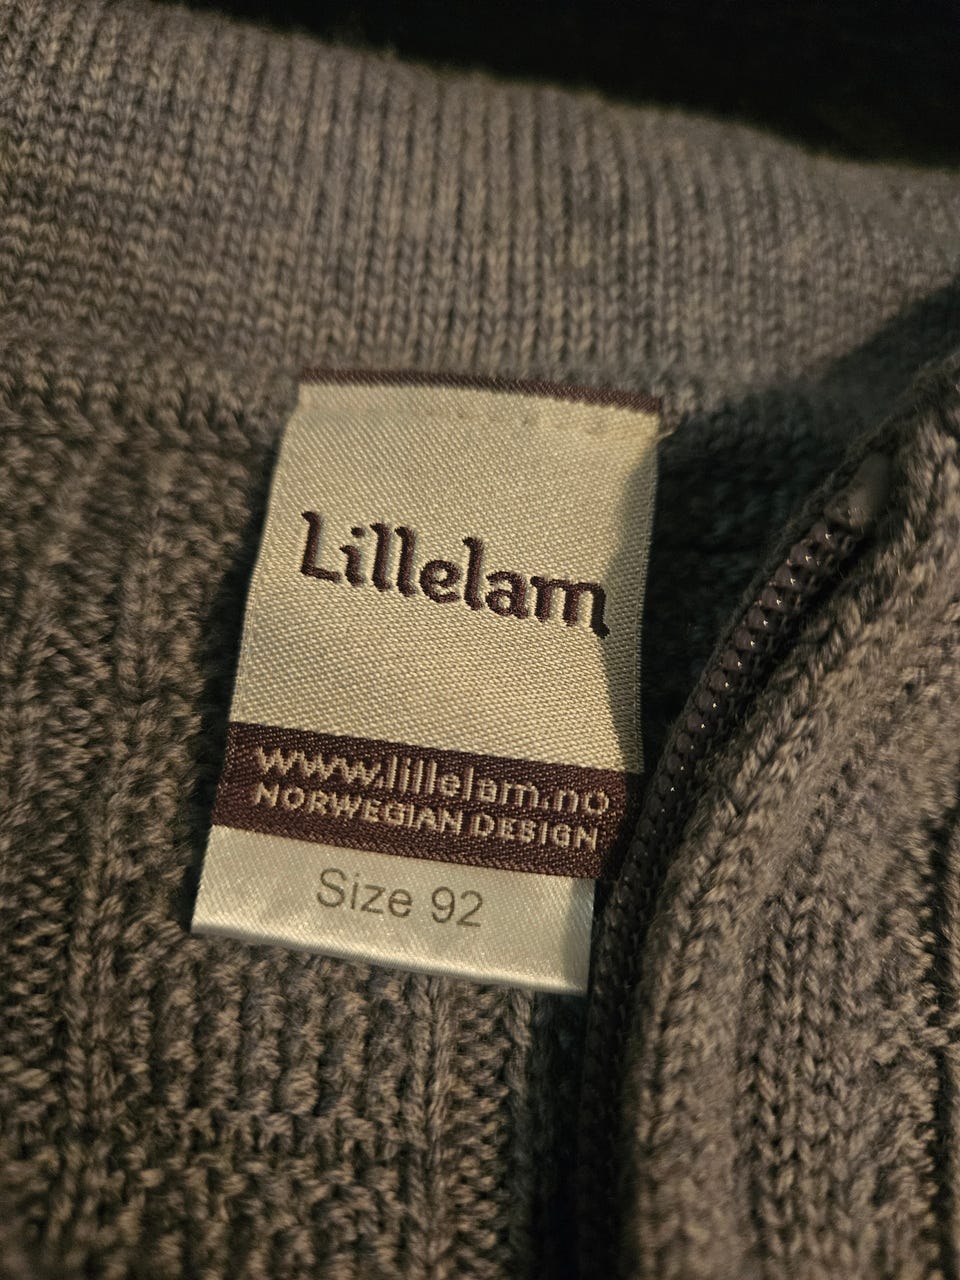 Lillelam
www.lillelam.no
NORWEGIAN DESIGN
Size 92